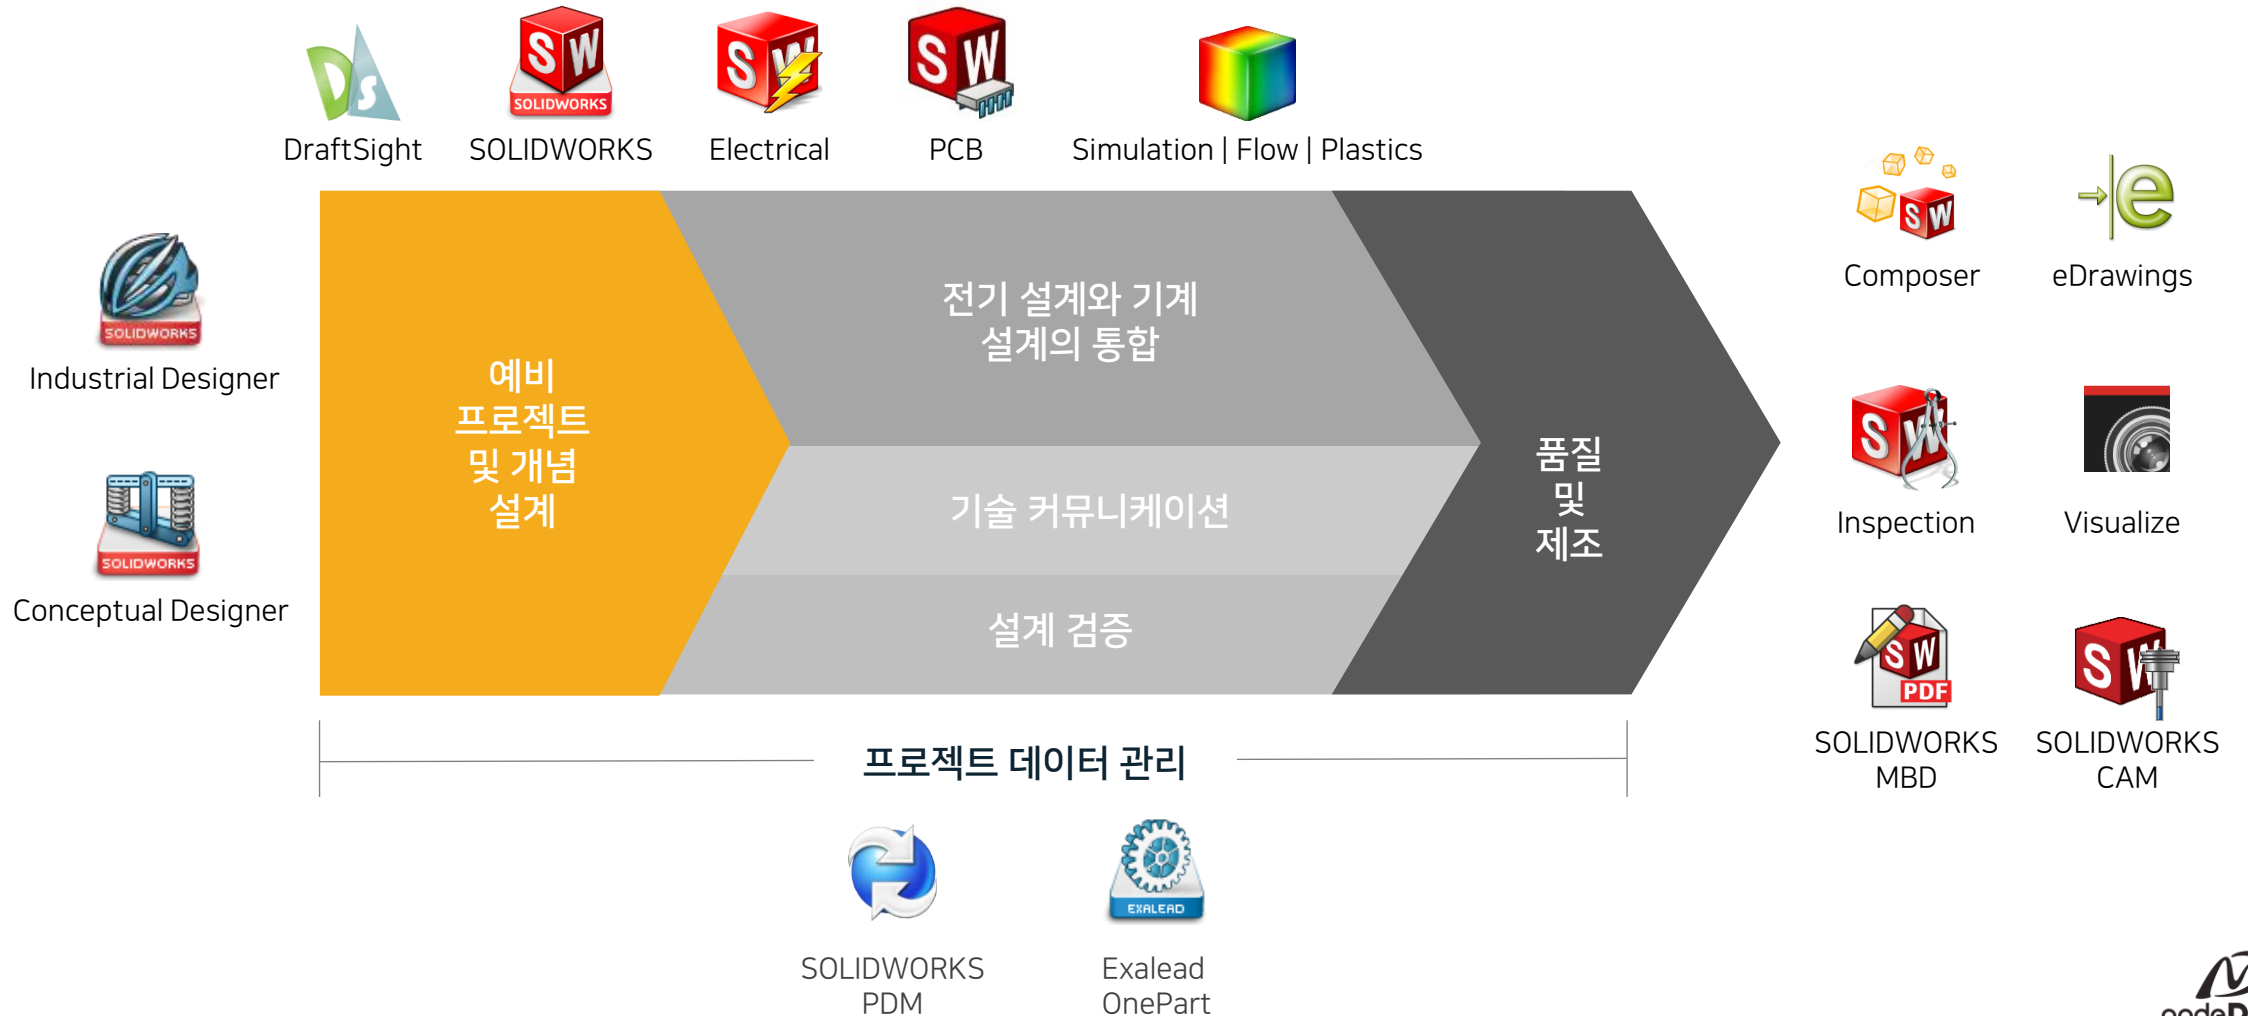 DraftSight
SOLIDWORKS
SOLIDWORKS
Electrical
PCB
Simulation | Flow | Plastics
SOLIDWORKS
Industrial Designer
SOLIDWORKS
Conceptual Designer
예비
프로젝트
및 개념
설계
전기 설계와 기계
설계의 통합
기술 커뮤니케이션
설계 검증
품질
및
제조
Composer
eDrawings
Inspection
Visualize
PDF
SOLIDWORKS
MBD
SOLIDWORKS
CAM
프로젝트 데이터 관리
SOLIDWORKS
PDM
EXALEAD
Exalead
OnePart